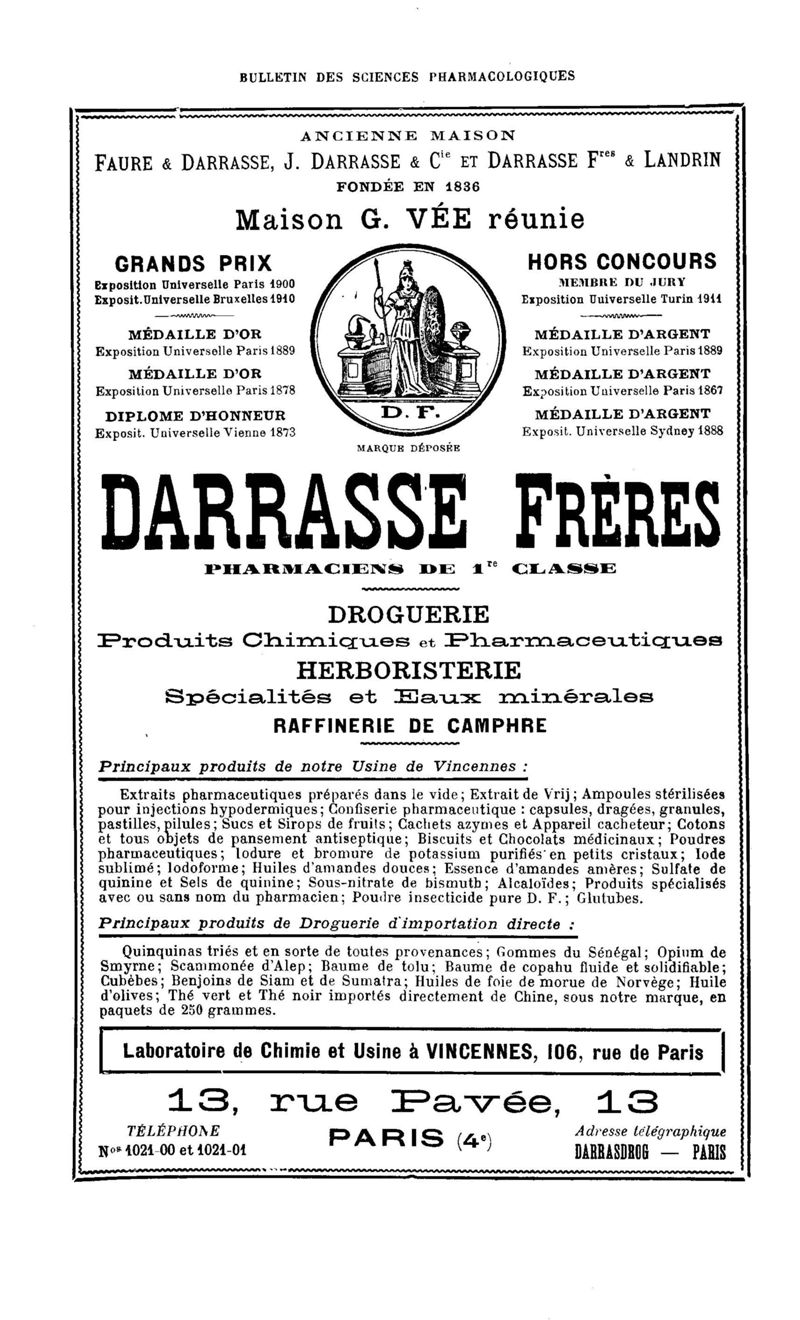 BULLETIN DES SCIENCES PHARMACOLOGIQUES
ANCIENNE MAISON
FAURE & DARRASSE, J. DARRASSE & Cie ET DARRASSE Fres & LANDRIN
FONDÉE EN 1836
Maison G. VÉE réunie
GRANDS PRIX
Exposition Universelle Paris 1900
Exposit. Universelle Bruxelles 1910
MÉDAILLE D'OR
Exposition Universelle Paris 1889
MÉDAILLE D'OR
Exposition Universelle Paris 1878
DIPLOME D'HONNEUR
Exposit. Universelle Vienne 1873
D. F.
MARQUE DÉPOSÉE
HORS CONCOURS
MEMBRE DU JURY
Exposition Universelle Turin 1911
MÉDAILLE D'ARGENT
Exposition Universelle Paris 1889
MÉDAILLE D'ARGENT
Exposition Universelle Paris 1867
MÉDAILLE D'ARGENT
Exposit. Universelle Sydney 1888
DARRASSE FRÈRES
PHARMACIENS DE 1re CLASSE
DROGUERIE
Produits Chimiques et Pharmaceutiques
HERBORISTERIE
Spécialités et Eaux minérales
RAFFINERIE DE CAMPHRE
Principaux produits de notre Usine de Vincennes :
Extraits pharmaceutiques préparés dans le vide; Extrait de Vrij; Ampoules stérilisées
pour injections hypodermiques; Confiserie pharmaceutique : capsules, dragées, granules,
pastilles, pilules; Sucs et Sirops de fruits; Cachets azymes et Appareil cacheteur; Cotons
et tous objets de pansement antiseptique; Biscuits et Chocolats médicinaux; Poudres
pharmaceutiques; Iodure et bromure de potassium purifiés en petits cristaux; Iode
sublimé; Iodoforme; Huiles d'amandes douces; Essence d'amandes amères; Sulfate de
quinine et Sels de quinine; Sous-nitrate de bismuth; Alcaloïdes; Produits spécialisés
avec ou sans nom du pharmacien; Poudre insecticide pure D. F.; Glutubes.
Principaux produits de Droguerie d'importation directe :
Quinquinas triés et en sorte de toutes provenances; Gommes du Sénégal; Opium de
Smyrne; Scammonée d'Alep; Baume de tolu; Baume de copahu fluide et solidifiable;
Cubèbes; Benjoins de Siam et de Sumatra; Huiles de foie de morue de Norvège; Huile
d'olives; Thé vert et Thé noir importés directement de Chine, sous notre marque, en
paquets de 250 grammes.
Laboratoire de Chimie et Usine à VINCENNES, 106, rue de Paris
13, rue Pavée, 13
TÉLÉPHONE
Nos 1021-00 et 1021-01
PARIS (4e)
Adresse télégraphique
DARRASDROG — PARIS